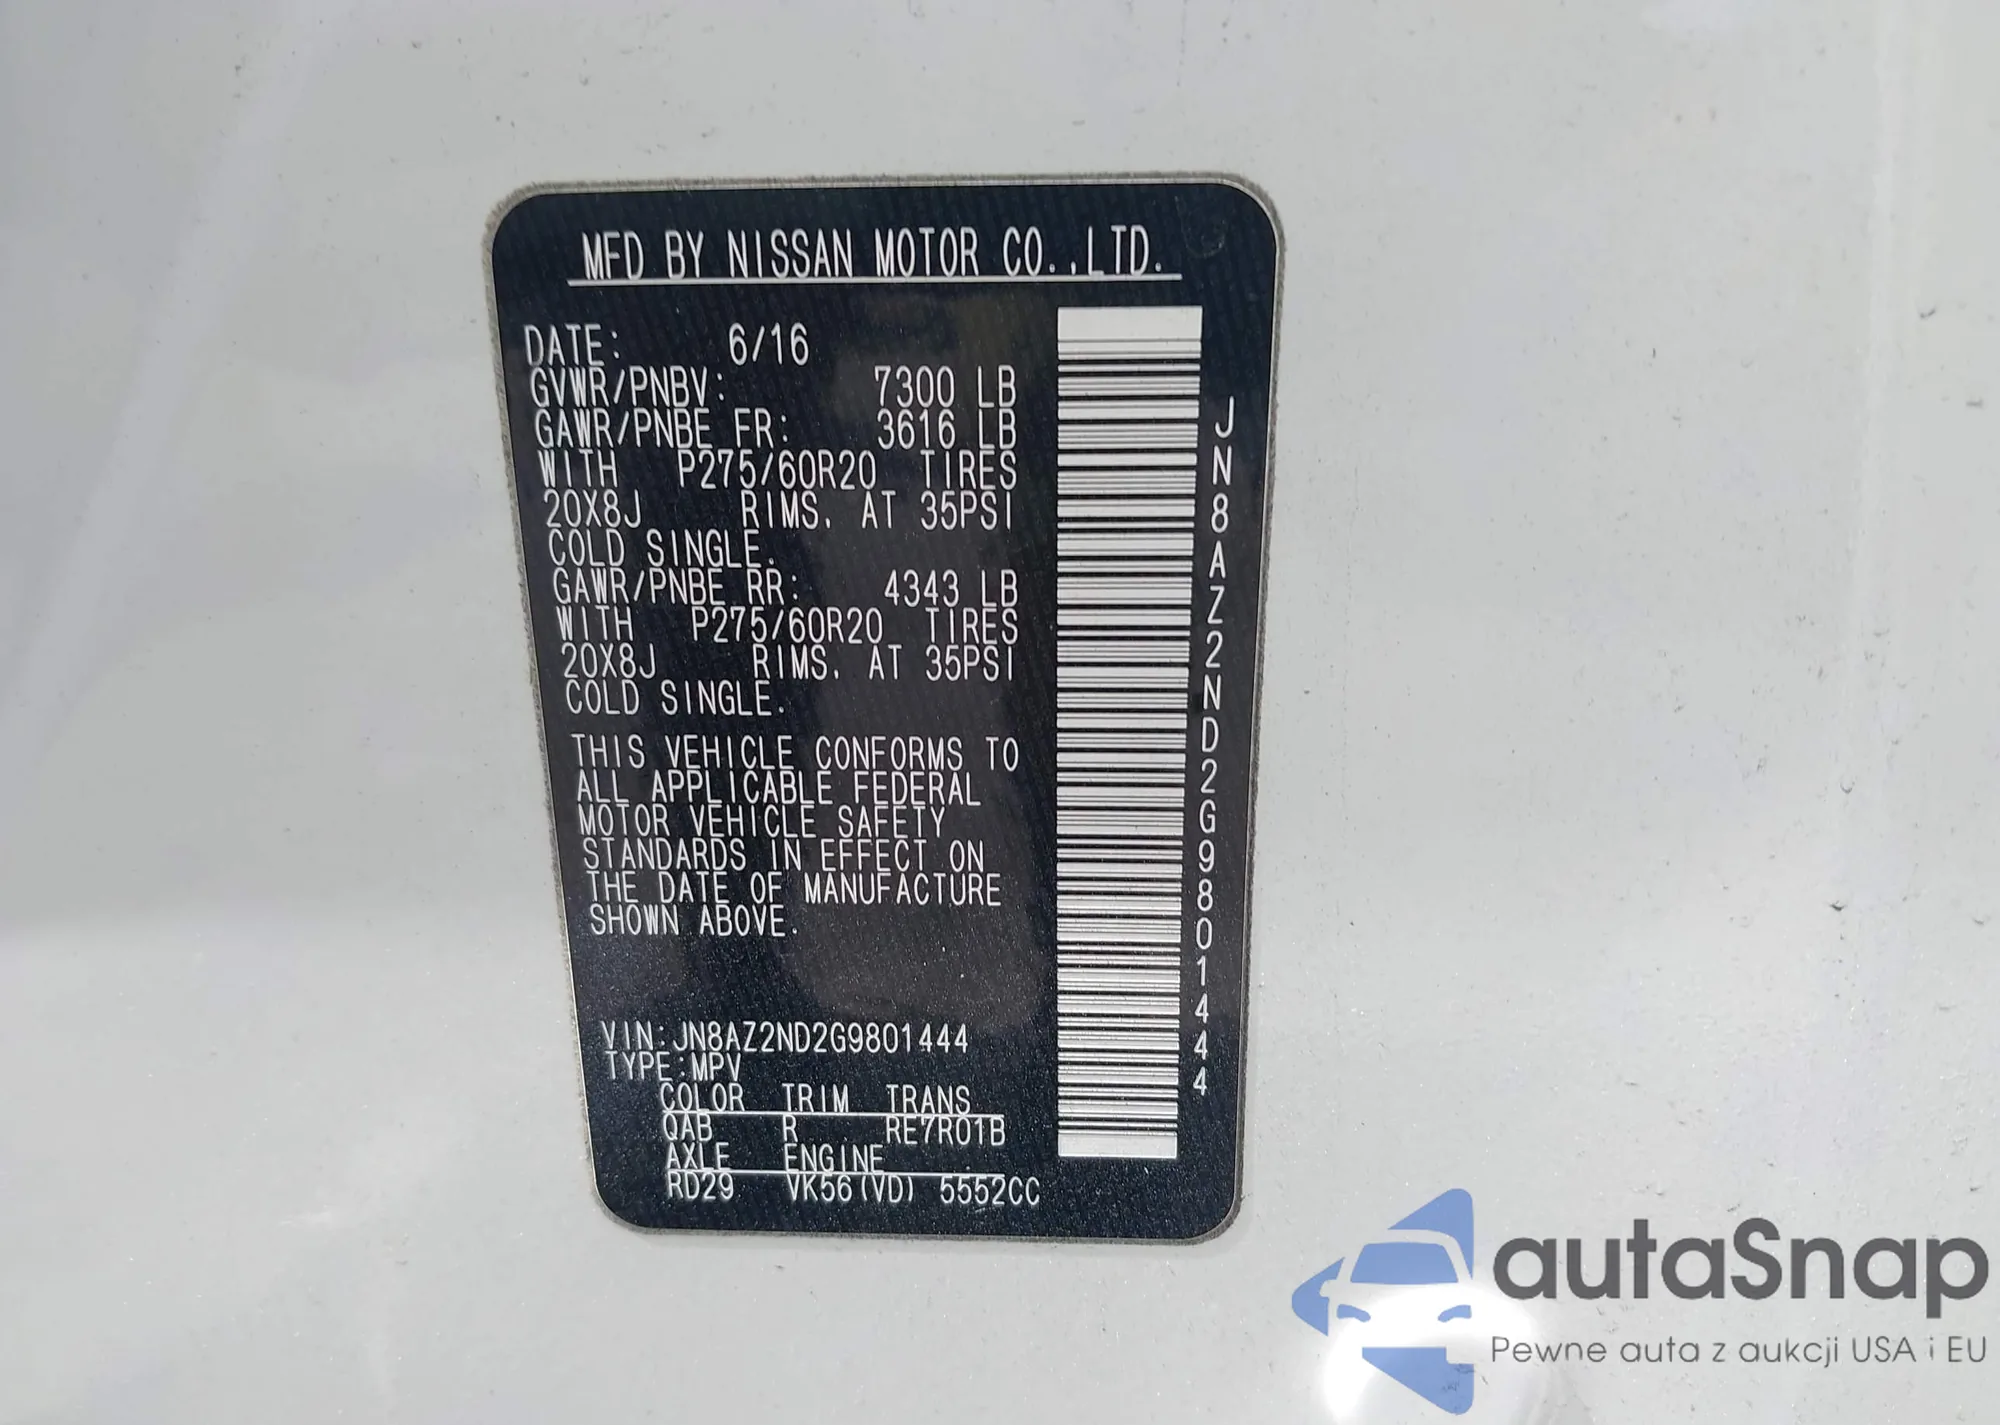 MFD BY NISSAN MOTOR CO.,LTD.
DATE: 6/16
GVWR/PNBV: 7300 LB
GAWR/PNBE FR: 3616 LB
WITH P275/60R20 TIRES
20X8J RIMS. AT 35PSI
COLD SINGLE.
GAWR/PNBE RR: 4343 LB
WITH P275/60R20 TIRES
20X8J RIMS. AT 35PSI
COLD SINGLE.
THIS VEHICLE CONFORMS TO
ALL APPLICABLE FEDERAL
MOTOR VEHICLE SAFETY
STANDARDS IN EFFECT ON
THE DATE OF MANUFACTURE
SHOWN ABOVE.
VIN:JN8AZ2ND2G9801444
TYPE:MPV
COLOR TRIM TRANS
QAB R RE7R01B
AXLE ENGINE
RD29 VK56(VD) 5552CC
JN8AZ2ND2G9801444
autaSnap
Pewne auta z aukcji USA i EU